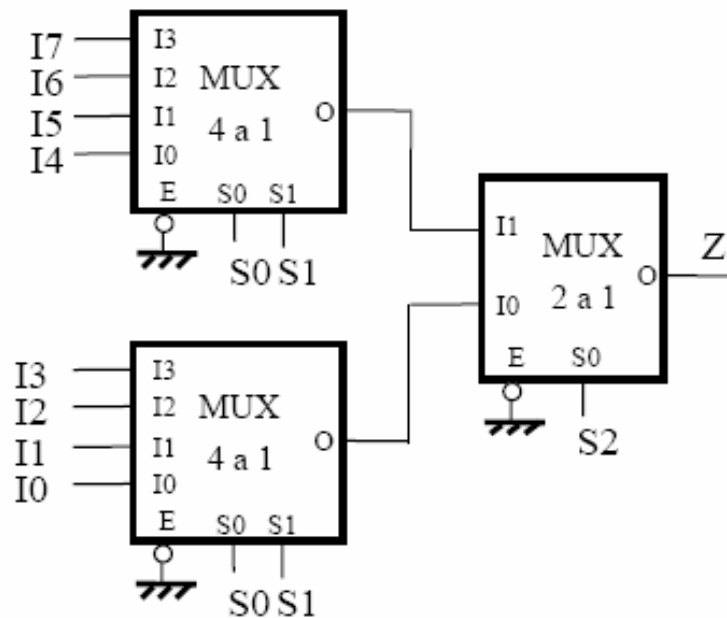 I7 I3
I6 I2 MUX
I5 I1 4 a 1 O
I4 I0
E S0 S1
S0 S1
I1 MUX O Z
I0 2 a 1
E S0
S2
I3 I3
I2 I2 MUX
I1 I1 4 a 1 O
I0 I0
E S0 S1
S0 S1